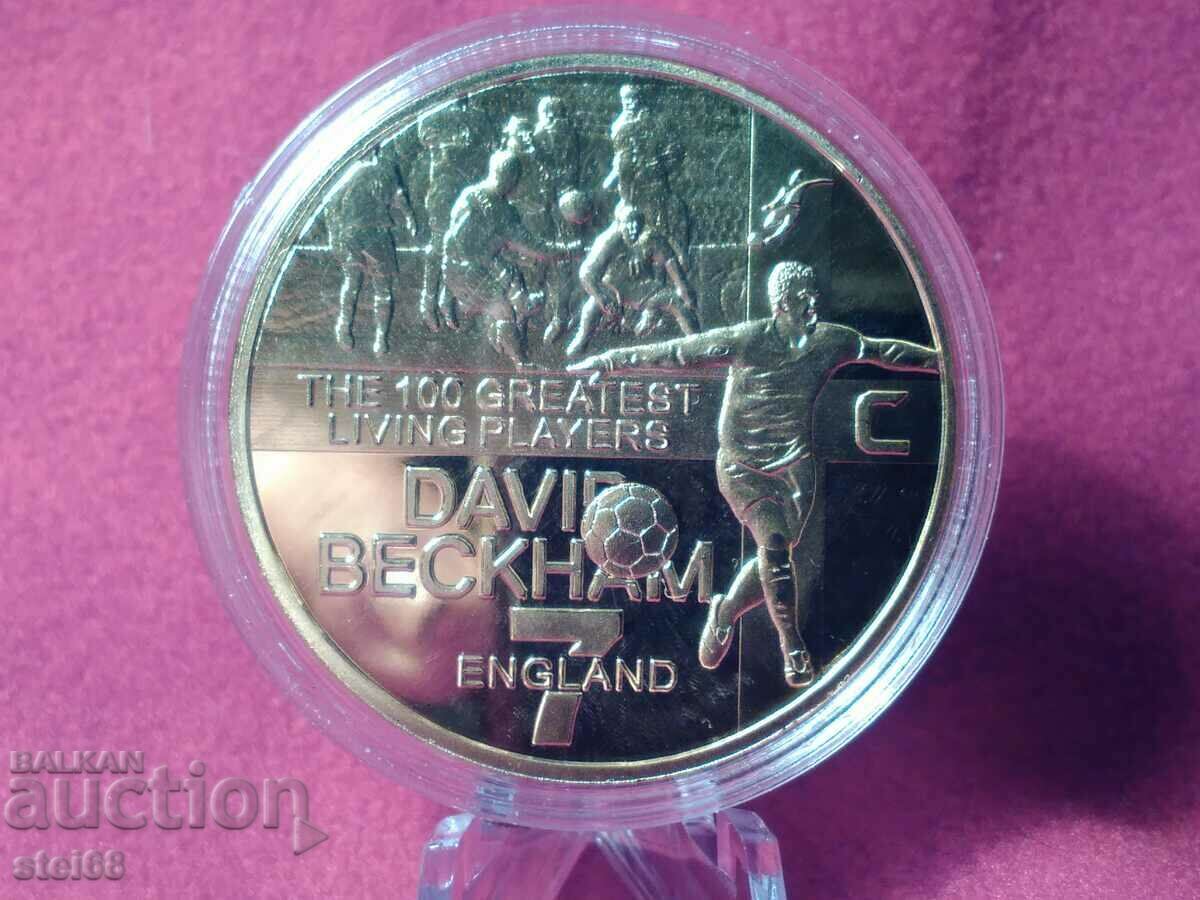 THE 100 GREATEST
LIVING PLAYERS
C
DAVID
BECKHAM
7
ENGLAND
BALKAN
auction
stei68